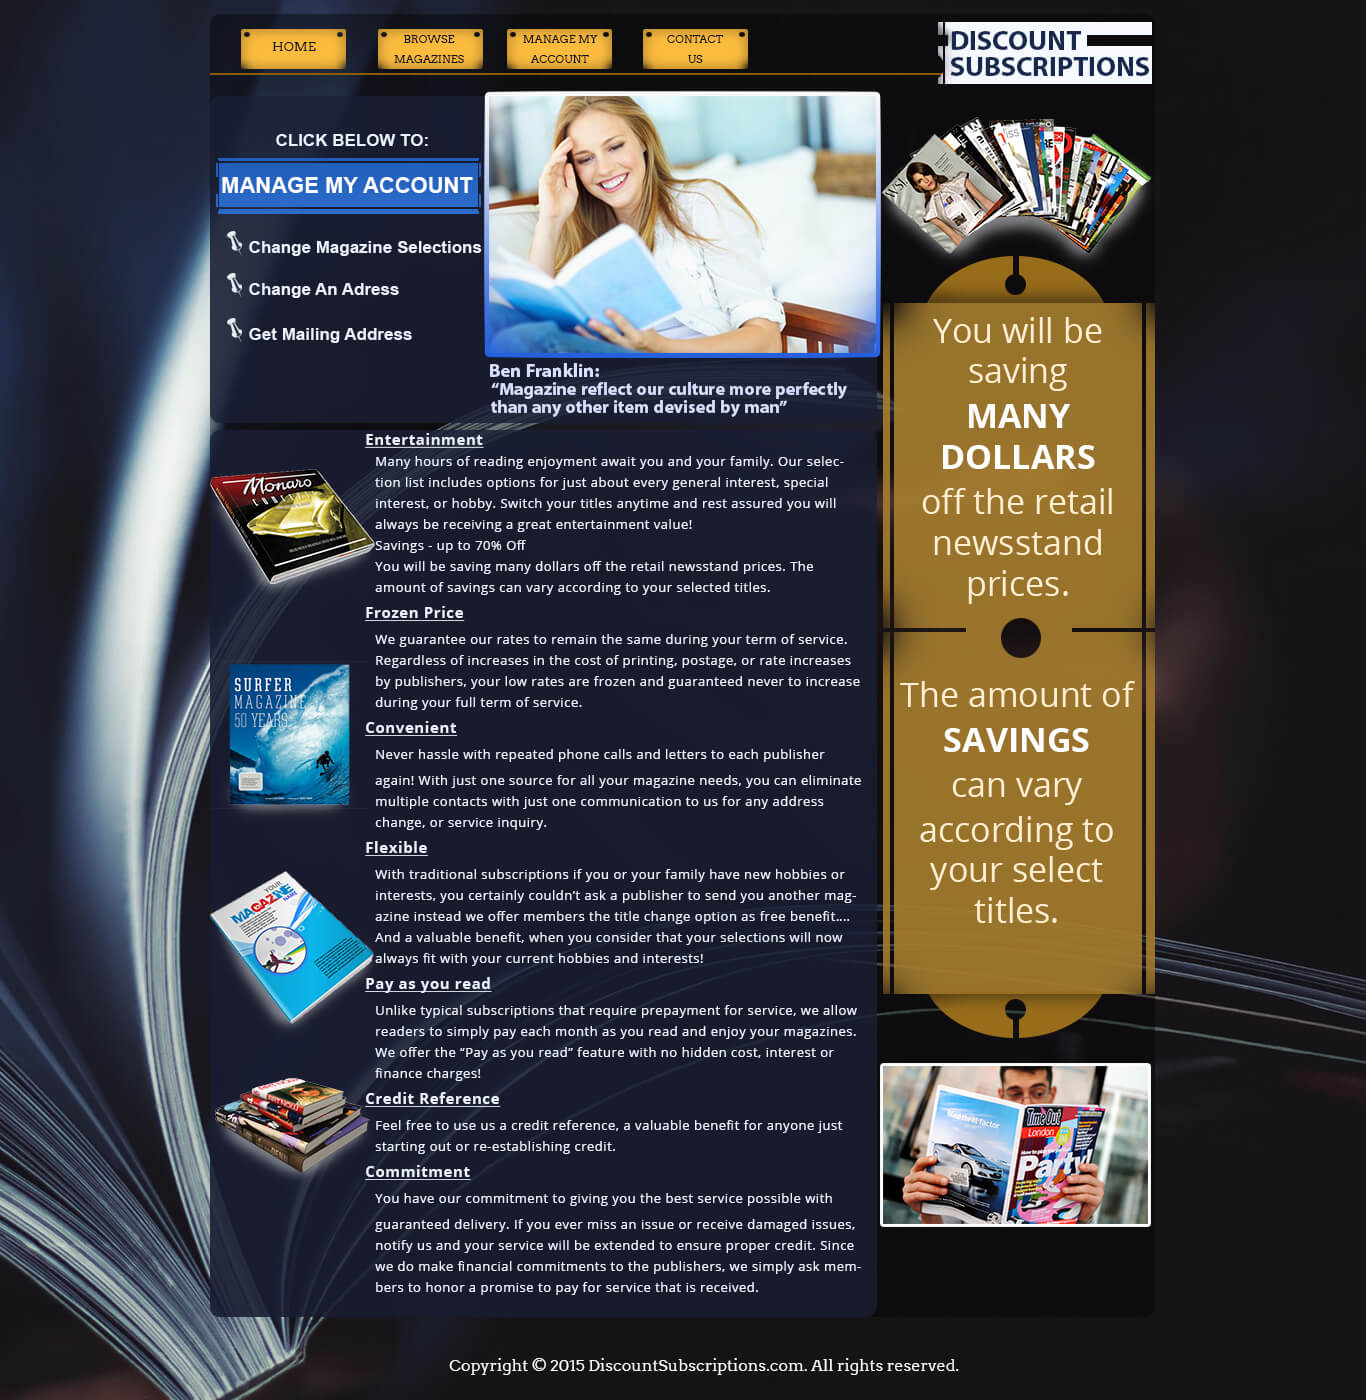 HOME
BROWSE
MAGAZINES
MANAGE MY
ACCOUNT
CONTACT
US
DISCOUNT
SUBSCRIPTIONS
CLICK BELOW TO:
MANAGE MY ACCOUNT
Change Magazine Selections
Change An Adress
Get Mailing Address
Ben Franklin:
“Magazine reflect our culture more perfectly
than any other item devised by man”
Entertainment
Many hours of reading enjoyment await you and your family. Our selec-
tion list includes options for just about every general interest, special
interest, or hobby. Switch your titles anytime and rest assured you will
always be receiving a great entertainment value!
Savings - up to 70% Off
You will be saving many dollars off the retail newsstand prices. The
amount of savings can vary according to your selected titles.
Monaro
Frozen Price
We guarantee our rates to remain the same during your term of service.
Regardless of increases in the cost of printing, postage, or rate increases
by publishers, your low rates are frozen and guaranteed never to increase
during your full term of service.
SURFER
MAGAZINE
50 YEARS
Convenient
Never hassle with repeated phone calls and letters to each publisher
again! With just one source for all your magazine needs, you can eliminate
multiple contacts with just one communication to us for any address
change, or service inquiry.
Flexible
With traditional subscriptions if you or your family have new hobbies or
interests, you certainly couldn't ask a publisher to send you another mag-
azine instead we offer members the title change option as free benefit....
And a valuable benefit, when you consider that your selections will now
always fit with your current hobbies and interests!
YOUR
MAGAZINE
NAME
Pay as you read
Unlike typical subscriptions that require prepayment for service, we allow
readers to simply pay each month as you read and enjoy your magazines.
We offer the “Pay as you read” feature with no hidden cost, interest or
finance charges!
Credit Reference
Feel free to use us a credit reference, a valuable benefit for anyone just
starting out or re-establishing credit.
Commitment
You have our commitment to giving you the best service possible with
guaranteed delivery. If you ever miss an issue or receive damaged issues,
notify us and your service will be extended to ensure proper credit. Since
we do make financial commitments to the publishers, we simply ask mem-
bers to honor a promise to pay for service that is received.
You will be
saving
MANY
DOLLARS
off the retail
newsstand
prices.
The amount of
SAVINGS
can vary
according to
your select
titles.
Time Out
London
Party!
Copyright © 2015 DiscountSubscriptions.com. All rights reserved.